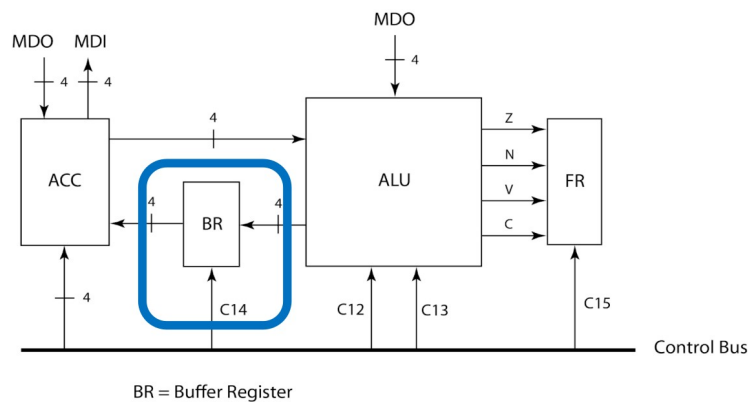 MDO
MDO MDI
4
4 4
4
Z
ACC
ALU
N
FR
V
4
BR
4
C
4
C14
C12
C13
C15
Control Bus
BR = Buffer Register